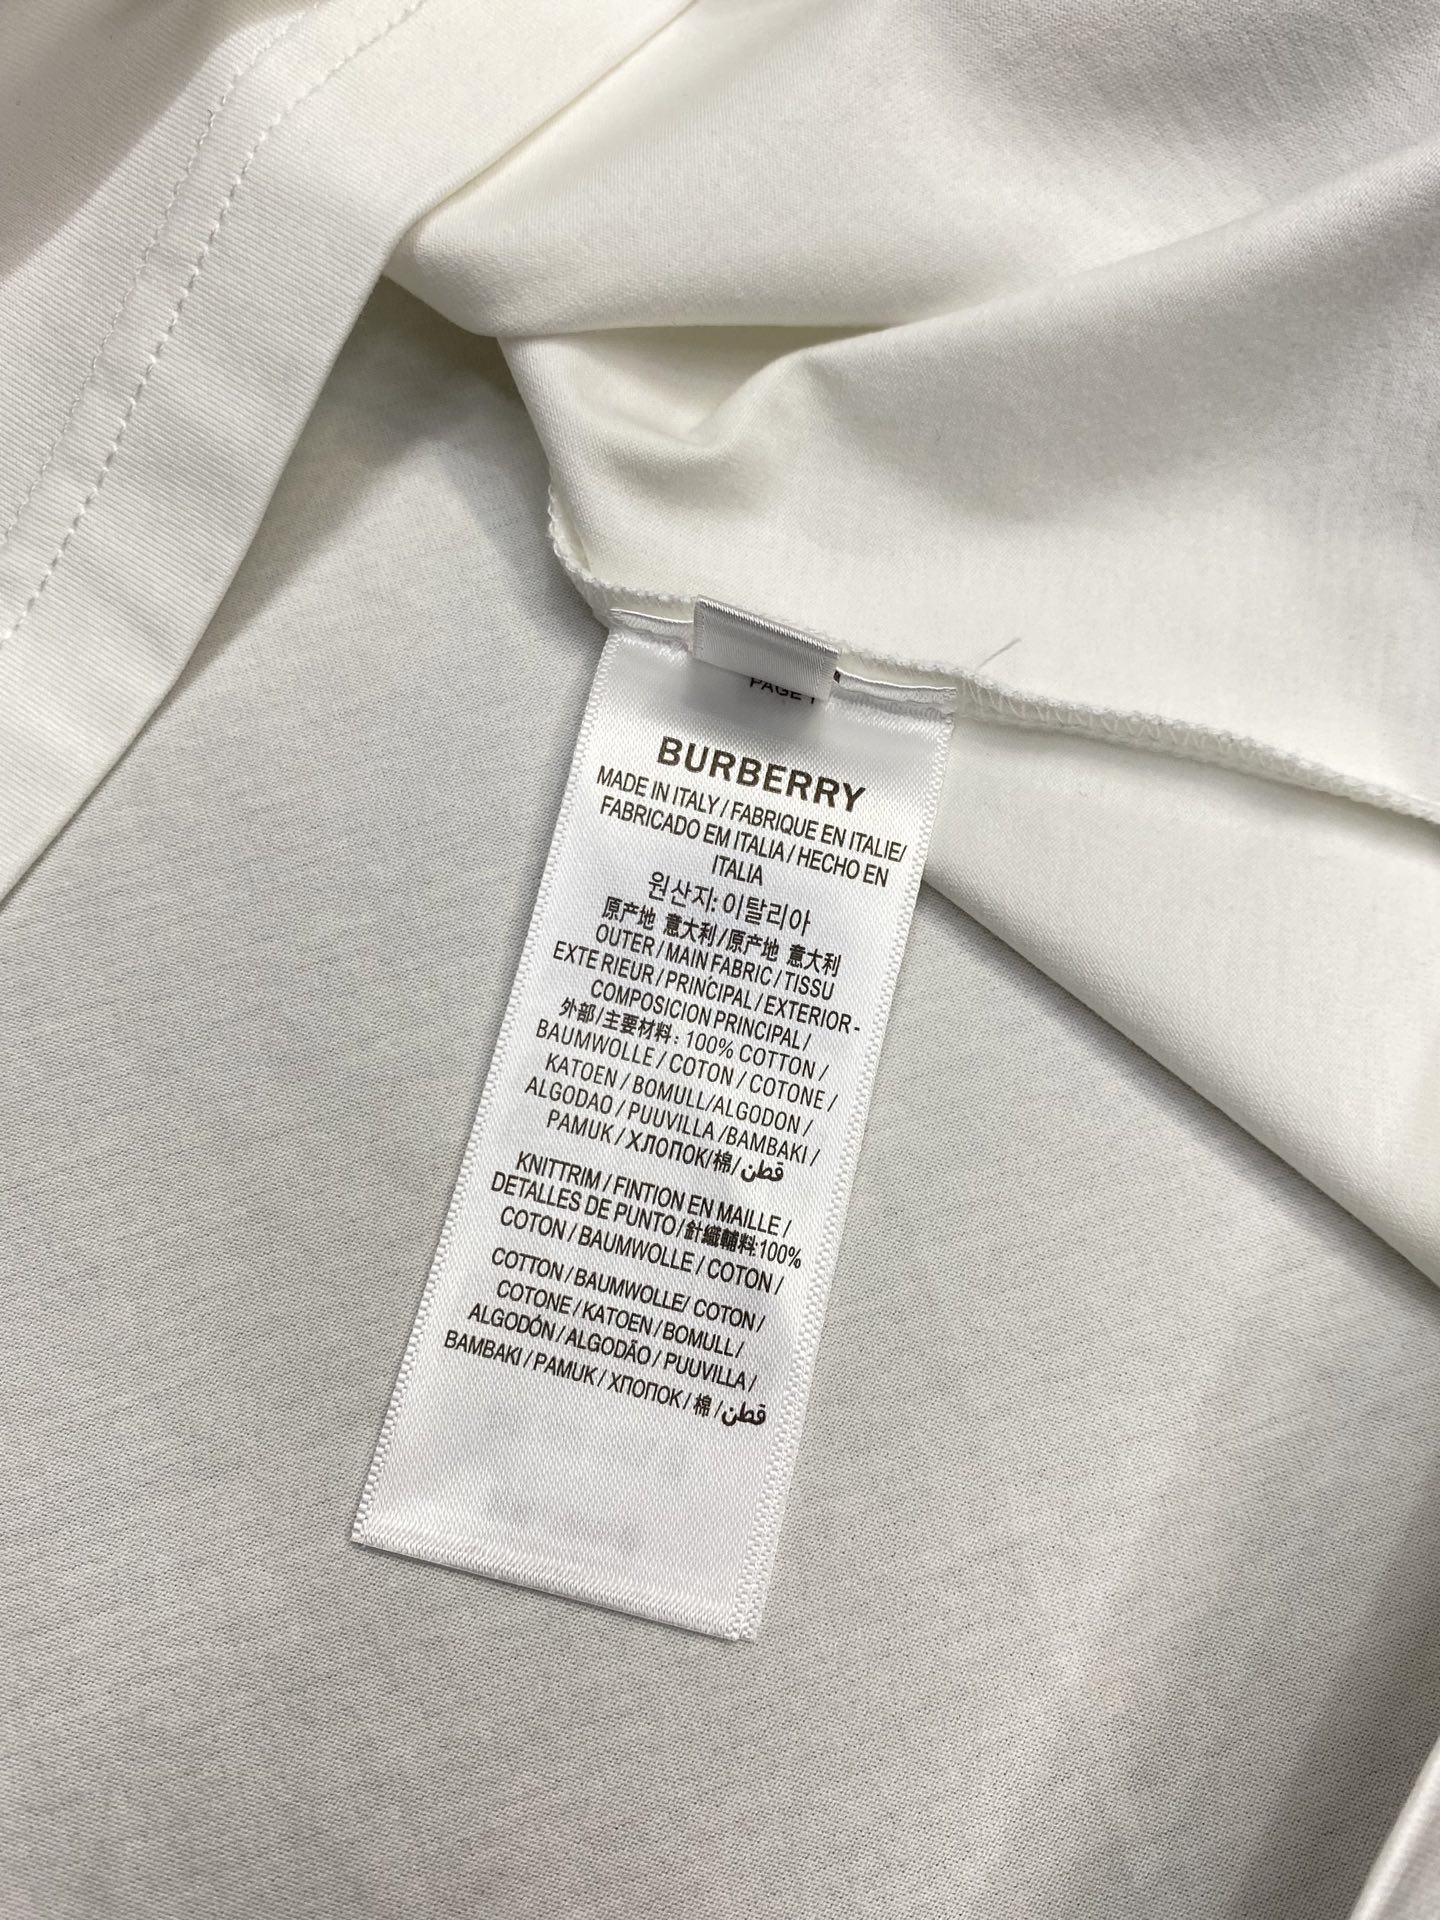 PAGE 1
BURBERRY
MADE IN ITALY / FABRIQUE EN ITALIE/
FABRICADO EM ITALIA / HECHO EN
ITALIA
원산지: 이탈리아
原产地 意大利/原产地 意大利
OUTER / MAIN FABRIC / TISSU
EXTE RIEUR / PRINCIPAL / EXTERIOR-
COMPOSICION PRINCIPAL /
外部/主要材料: 100% COTTON /
BAUMWOLLE / COTON / COTONE /
KATOEN / BOMULL/ALGODON /
ALGODAO / PUUVILLA /BAMBAKI /
PAMUK / ХЛОПОК/棉/قطن
KNITTRIM / FINTION EN MAILLE /
DETALLES DE PUNTO/針織輔料:100%
COTON / BAUMWOLLE / COTON /
COTTON / BAUMWOLLE/ COTON /
COTONE / KATOEN / BOMULL /
ALGODÓN / ALGODÃO / PUUVILLA /
BAMBAKI / PAMUK / ХПОПОК / 棉 /قطن